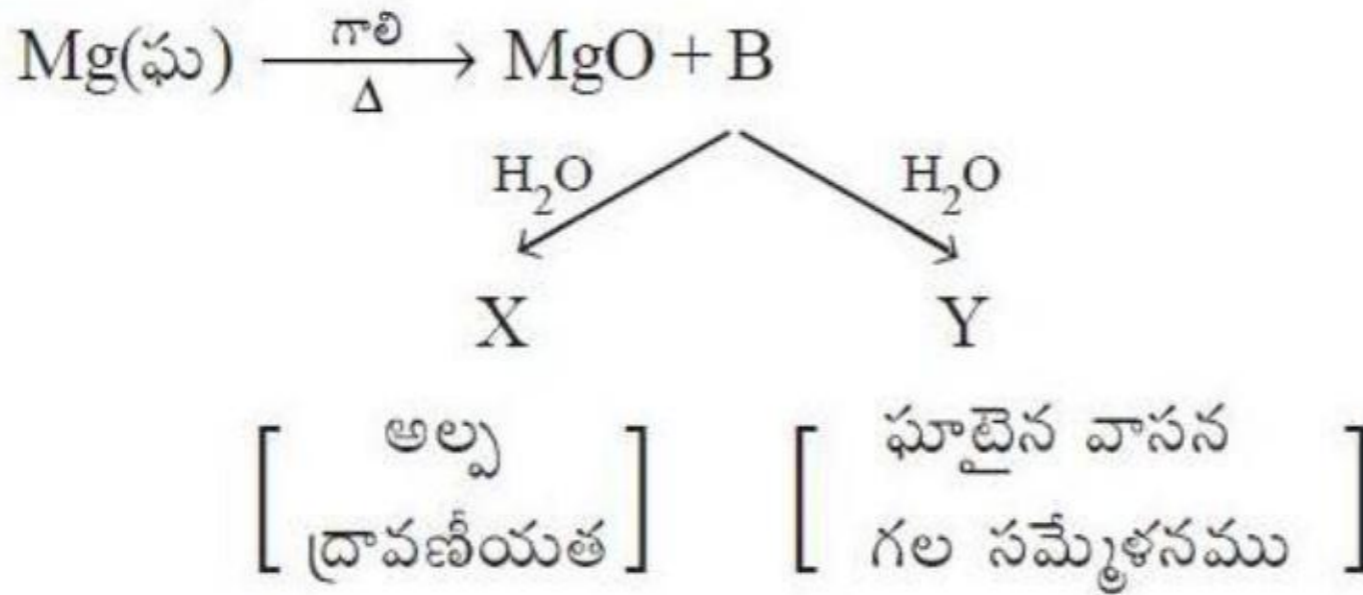 గాలి
Mg(ఘ) → MgO + B
Δ
H₂O H₂O
X Y
అల్ప ఘాటైన వాసన
ద్రావణీయత గల సమ్మేళనము